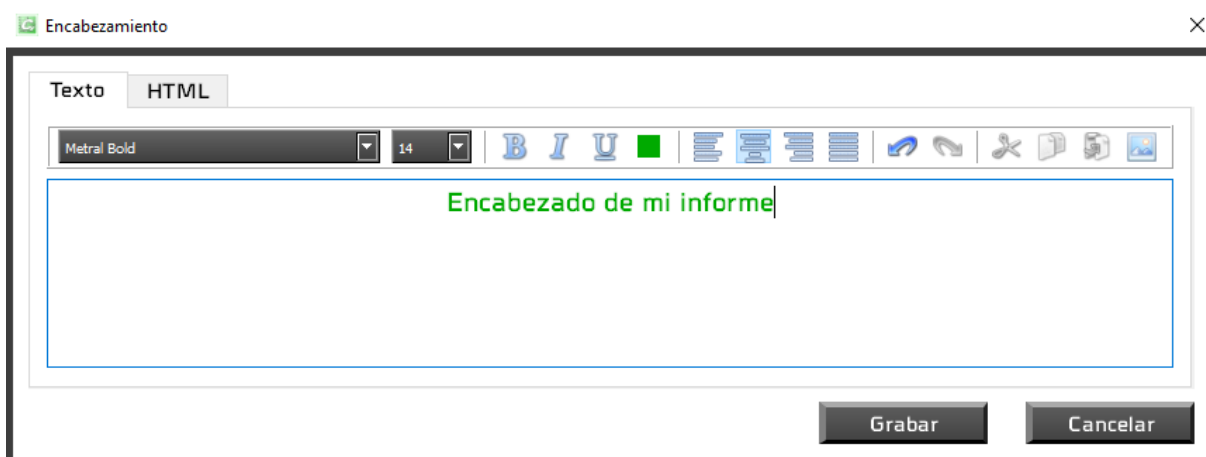 Encabezamiento
Texto HTML
Metral Bold 14 B I U
Encabezado de mi informe
Grabar Cancelar